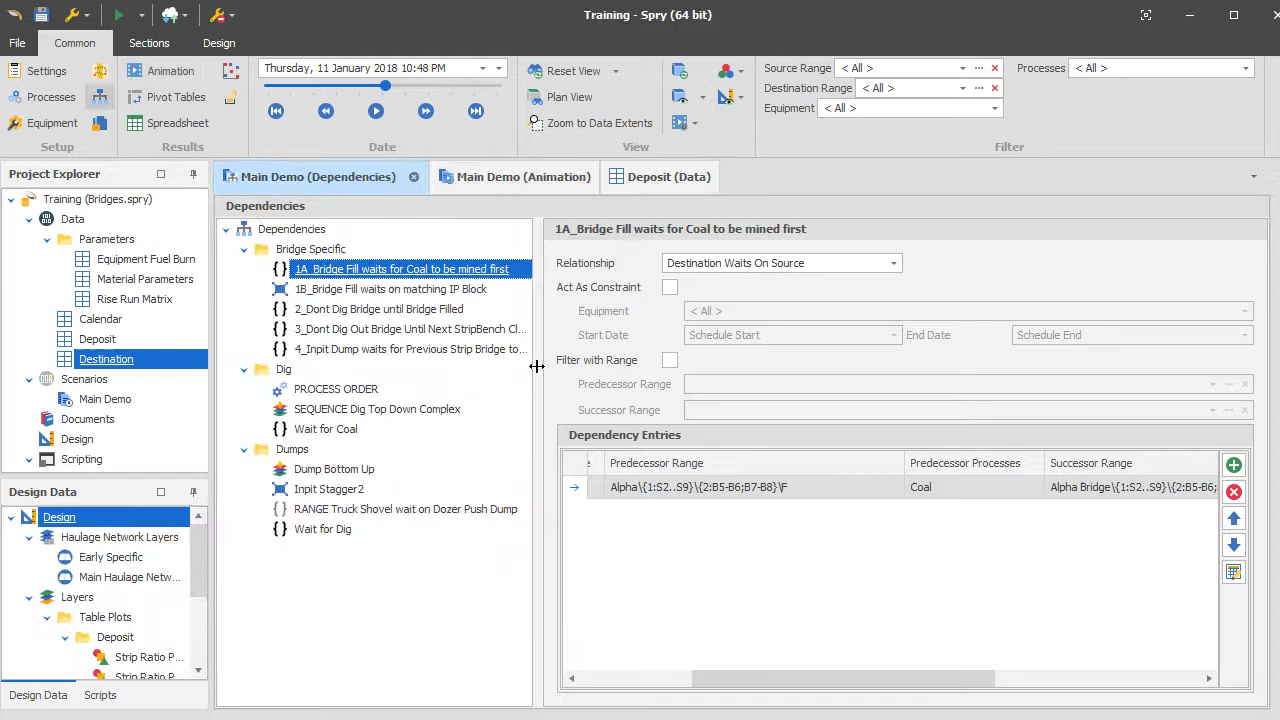 Training - Spry (64 bit)
File
Common
Sections
Design
Settings
Processes
Equipment
Setup
Animation
Pivot Tables
Spreadsheet
Results
Thursday, 11 January 2018 10:48 PM
Date
Reset View
Plan View
Zoom to Data Extents
View
Source Range < All >
Destination Range < All >
Equipment < All >
Processes < All >
Filter
Project Explorer
Training (Bridges.spry)
Data
Parameters
Equipment Fuel Burn
Material Parameters
Rise Run Matrix
Calendar
Deposit
Destination
Scenarios
Main Demo
Documents
Design
Scripting
Design Data
Design
Haulage Network Layers
Early Specific
Main Haulage Netw...
Layers
Table Plots
Deposit
Strip Ratio P...
Strip Ratio P...
Design Data
Scripts
Main Demo (Dependencies)
Main Demo (Animation)
Deposit (Data)
Dependencies
Dependencies
Bridge Specific
1A_Bridge Fill waits for Coal to be mined first
1B_Bridge Fill waits on matching IP Block
2_Dont Dig Bridge until Bridge Filled
3_Dont Dig Out Bridge Until Next StripBench Cl...
4_Inpit Dump waits for Previous Strip Bridge to...
Dig
PROCESS ORDER
SEQUENCE Dig Top Down Complex
Wait for Coal
Dumps
Dump Bottom Up
Inpit Stagger2
RANGE Truck Shovel wait on Dozer Push Dump
Wait for Dig
1A_Bridge Fill waits for Coal to be mined first
Relationship Destination Waits On Source
Act As Constraint
Equipment < All >
Start Date Schedule Start End Date Schedule End
Filter with Range
Predecessor Range
Successor Range
Dependency Entries
e Predecessor Range Predecessor Processes Successor Range
Alpha\{1:S2..S9}\{2:B5-B6;B7-B8}\F Coal Alpha Bridge\{1:S2..S9}\{2:B5-B6;